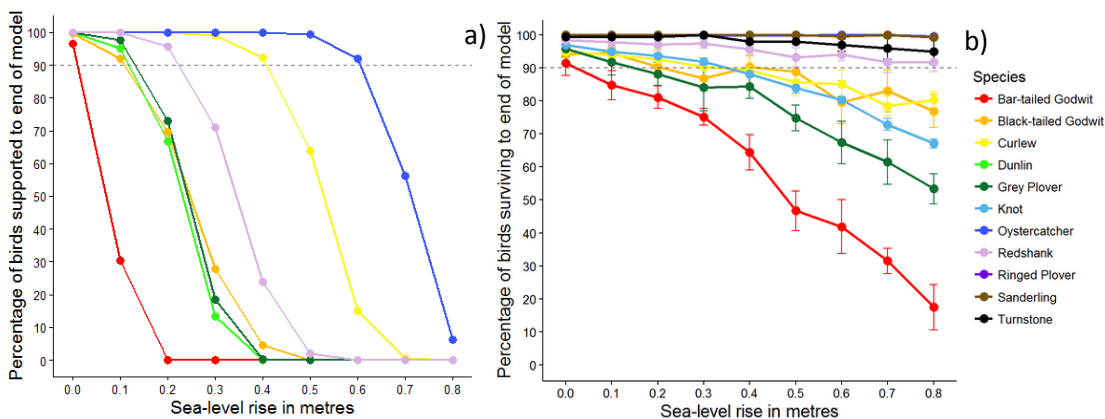 a)
Percentage of birds supported to end of model
100
90
80
70
60
50
40
30
20
10
0
0.0 0.1 0.2 0.3 0.4 0.5 0.6 0.7 0.8
Sea-level rise in metres
b)
Percentage of birds surviving to end of model
100
90
80
70
60
50
40
30
20
10
0
0.0 0.1 0.2 0.3 0.4 0.5 0.6 0.7 0.8
Sea-level rise in metres
Species
Bar-tailed Godwit
Black-tailed Godwit
Curlew
Dunlin
Grey Plover
Knot
Oystercatcher
Redshank
Ringed Plover
Sanderling
Turnstone